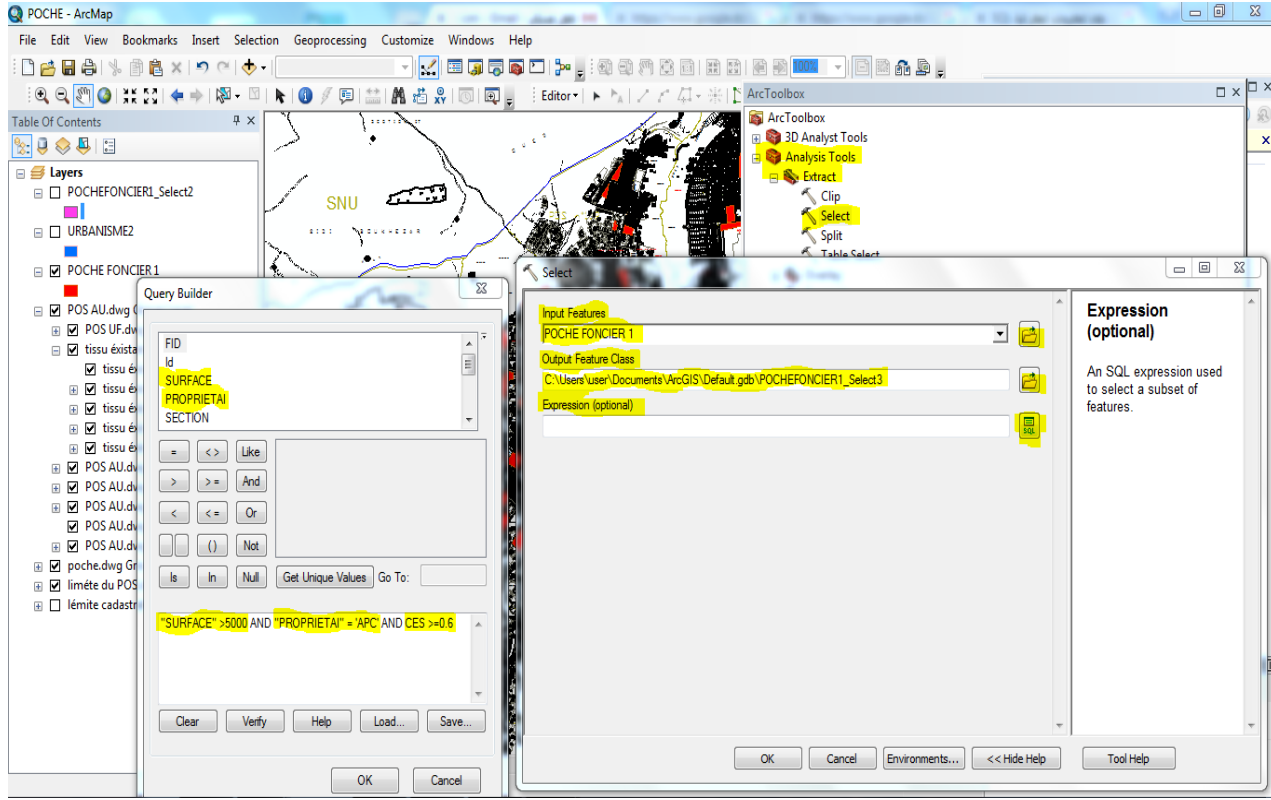 POCHE - ArcMap
File Edit View Bookmarks Insert Selection Geoprocessing Customize Windows Help
100%
Editor
Table Of Contents
Layers
POCHEFONCIER1_Select2
URBANISME2
POCHE FONCIER 1
POS AU.dwg
POS UF.dw
tissu éxista
tissu é
tissu é
tissu é
tissu é
tissu é
POS AU.dw
POS AU.dw
POS AU.dw
POS AU.dw
POS AU.dw
poche.dwg Gr
liméte du POS
lémite cadastr
SNU
ArcToolbox
ArcToolbox
3D Analyst Tools
Analysis Tools
Extract
Clip
Select
Split
Table Select
Query Builder
FID
Id
SURFACE
PROPRIETAI
SECTION
= < > Like
> > = And
< < = Or
( ) Not
Is In Null Get Unique Values Go To:
"SURFACE" >5000 AND "PROPRIETAI" = 'APC' AND CES >=0.6
Clear Verify Help Load... Save...
OK Cancel
Select
Input Features
POCHE FONCIER 1
Output Feature Class
C:\Users\user\Documents\ArcGIS\Default.gdb\POCHEFONCIER1_Select3
Expression (optional)
SQL
OK Cancel Environments... << Hide Help Tool Help
Expression
(optional)
An SQL expression used
to select a subset of
features.